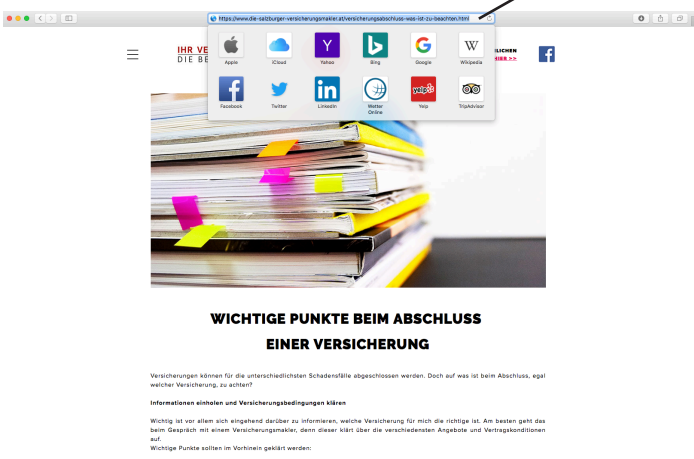 https://www.die-salzburger-versicherungsmakler.at/versicherungsabschluss-was-ist-zu-beachten.html
IHR VE
DIE BE
LICHEN
HIER >>
Apple
iCloud
Yahoo
Bing
Google
Wikipedia
Facebook
Twitter
LinkedIn
Wetter
Online
Yelp
TripAdvisor
WICHTIGE PUNKTE BEIM ABSCHLUSS
EINER VERSICHERUNG
Versicherungen können für die unterschiedlichsten Schadensfälle abgeschlossen werden. Doch auf was ist beim Abschluss, egal
welcher Versicherung, zu achten?
Informationen einholen und Versicherungsbedingungen klären
Wichtig ist vor allem sich eingehend darüber zu informieren, welche Versicherung für mich die richtige ist. Am besten geht das
beim Gespräch mit einem Versicherungsmakler, denn dieser klärt über die verschiedensten Angebote und Vertragskonditionen
auf.
Wichtige Punkte sollten im Vorhinein geklärt werden: